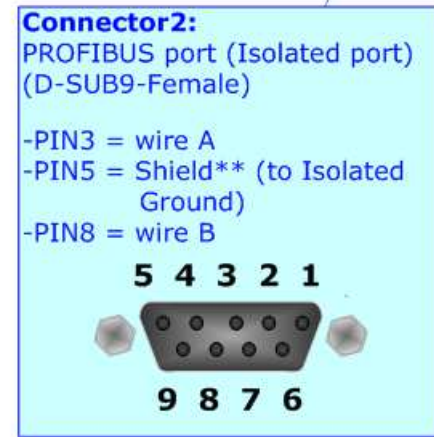 Connector2:
PROFIBUS port (Isolated port)
(D-SUB9-Female)
-PIN3 = wire A
-PIN5 = Shield** (to Isolated
Ground)
-PIN8 = wire B
5 4 3 2 1
9 8 7 6